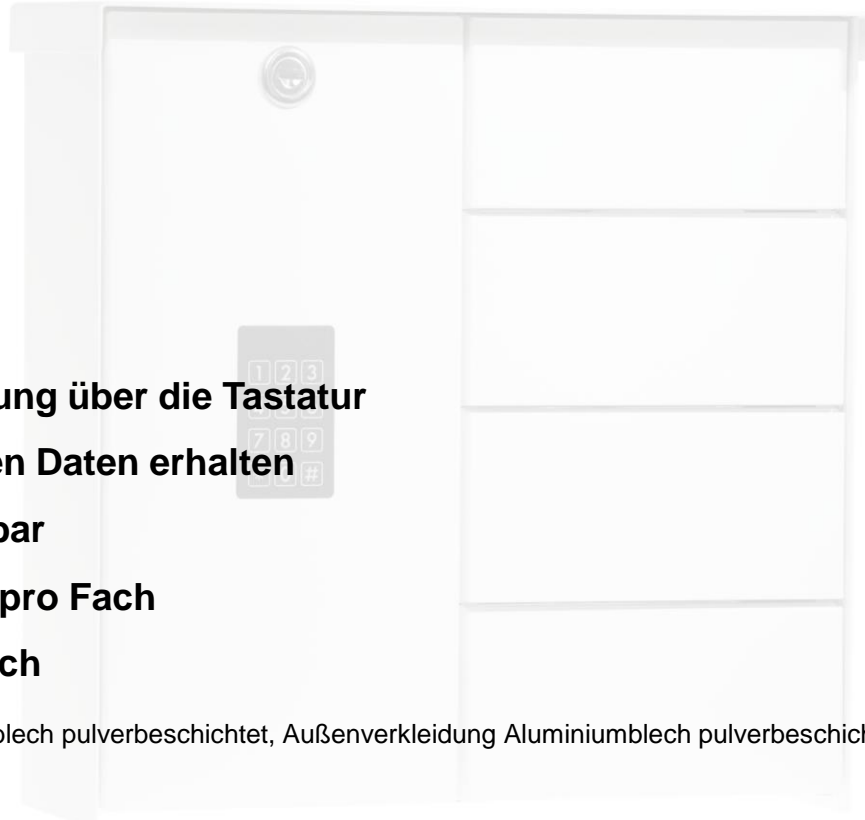 1 2 3
ung über die Tastatur
7 8 9
en Daten erhalten
#
bar
pro Fach
ch
blech pulverbeschichtet, Außenverkleidung Aluminiumblech pulverbeschich